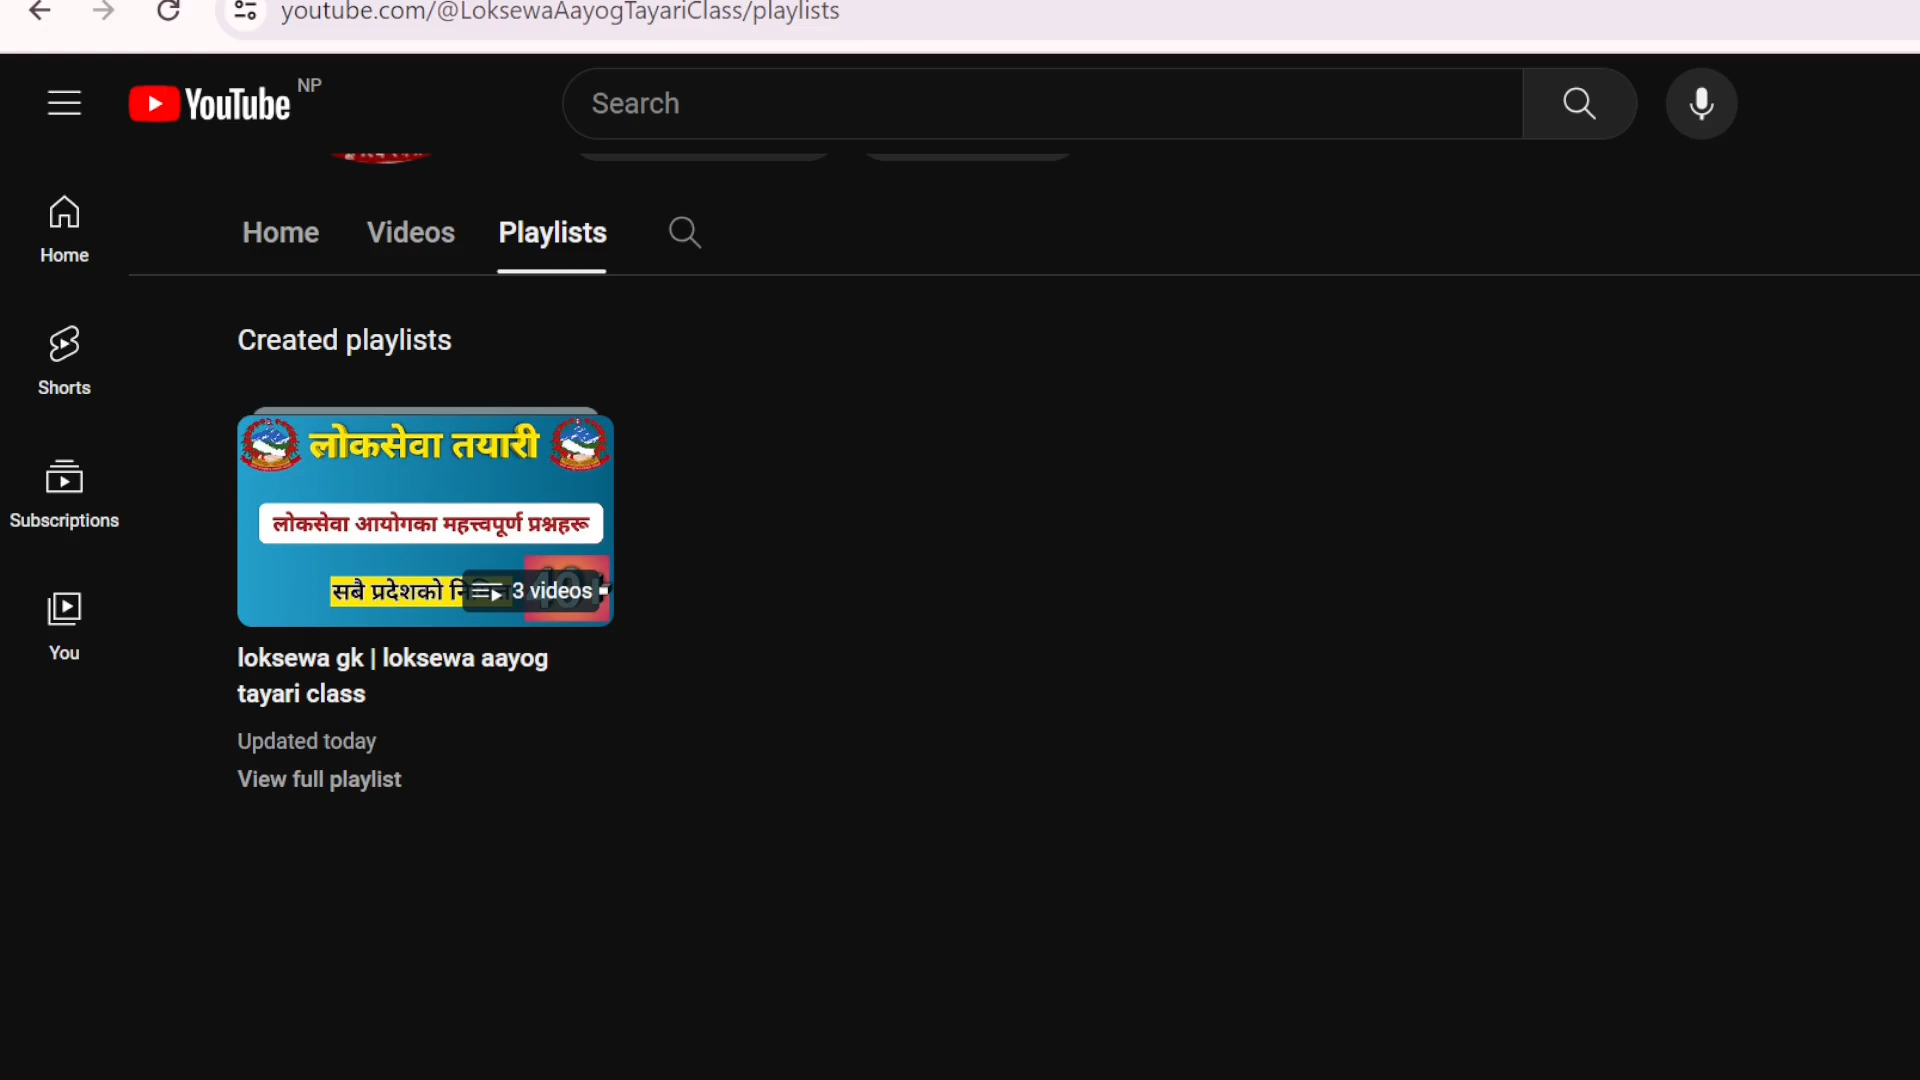 youtube.com/@LoksewaAayogTayariClass/playlists
YouTube NP
Search
Home Videos Playlists
Home
Shorts
Subscriptions
You
Created playlists
लोकसेवा तयारी
लोकसेवा आयोगका महत्त्वपूर्ण प्रश्नहरू
सबै प्रदेशको
3 videos
loksewa gk | loksewa aayog
tayari class
Updated today
View full playlist